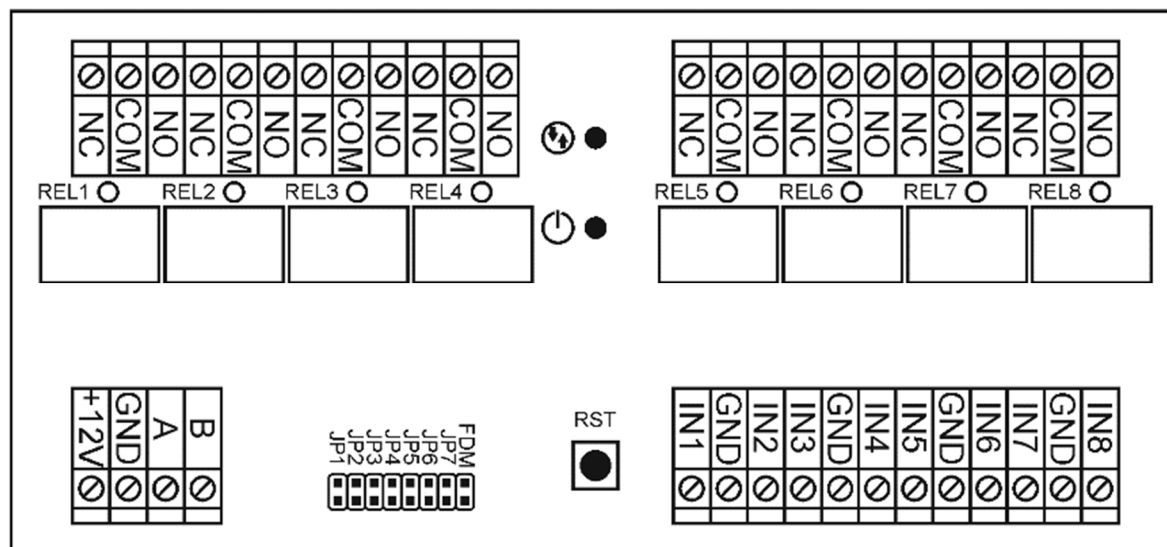 NC COM NO NC COM NO NC COM NO NC COM NO
NC COM NO NC COM NO NC COM NO NC COM NO
REL1 REL2 REL3 REL4
REL5 REL6 REL7 REL8
+12V GND A B
JP1 JP2 JP3 JP4 JP5 JP6 JP7 FDM
RST
IN1 GND IN2 IN3 GND IN4 IN5 GND IN6 IN7 GND IN8